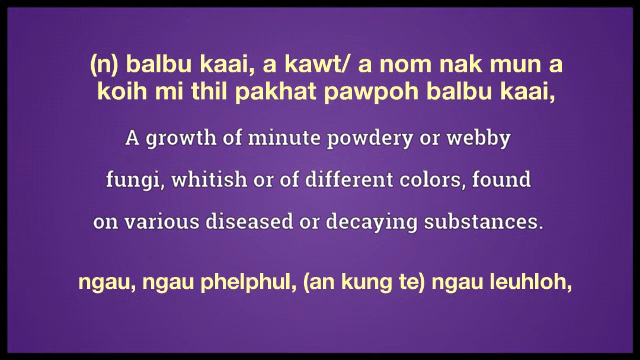 (n) balbu kaai, a kawt/ a nom nak mun a
koih mi thil pakhat pawpoh balbu kaai,
A growth of minute powdery or webby
fungi, whitish or of different colors, found
on various diseased or decaying substances.
ngau, ngau phelphul, (an kung te) ngau leuhloh,